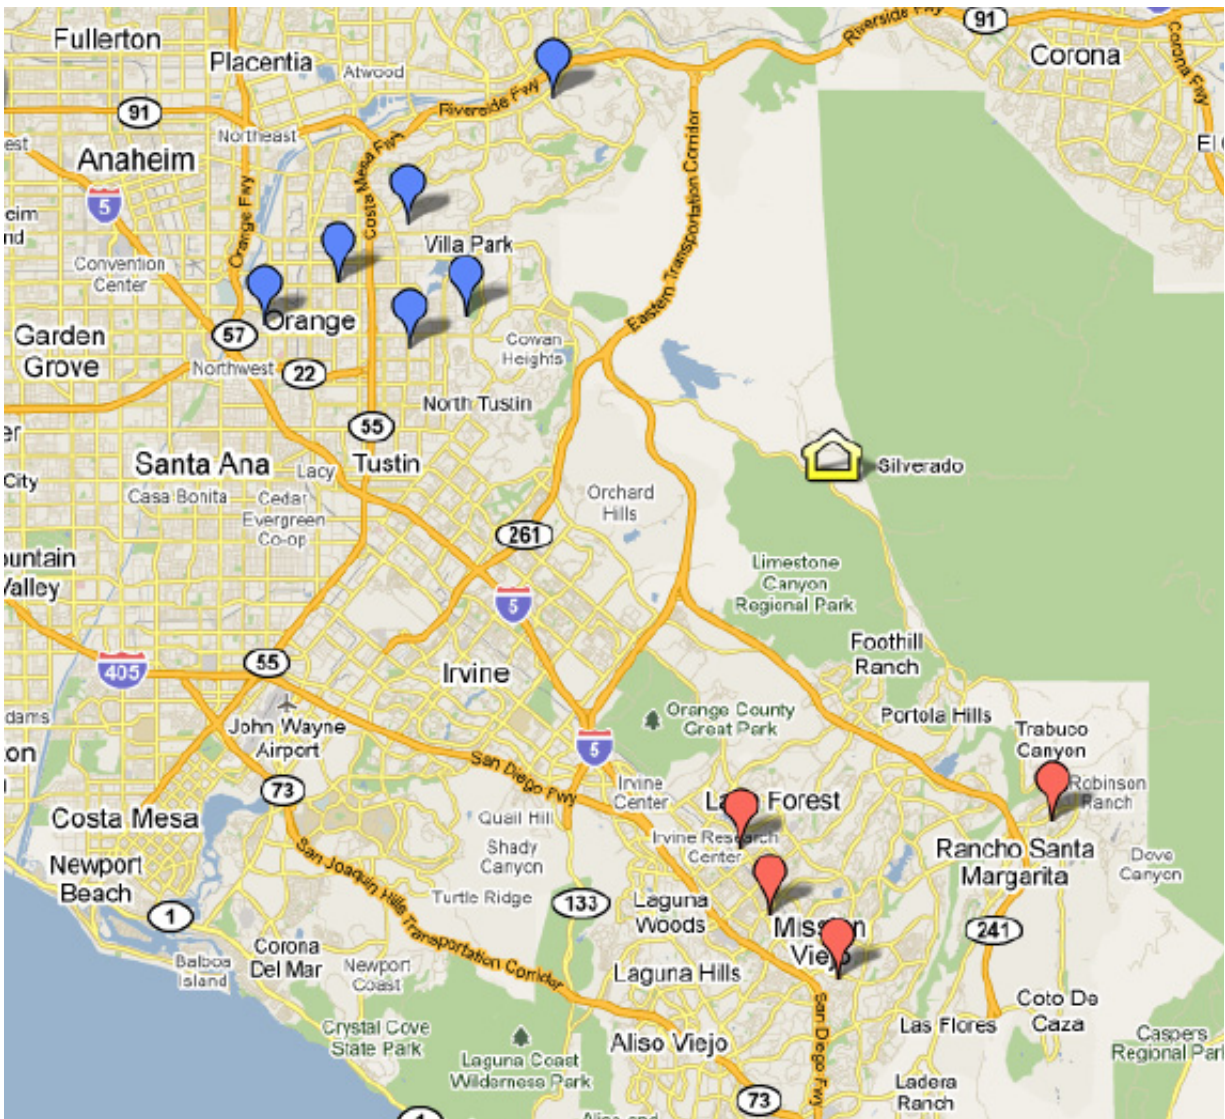 Fullerton
Placentia
Atwood
Riverside Fwy
91
Corona
Corona Fwy
91
Riverside Fwy
Northeast
Anaheim
Costa Mesa Fwy
Eastern Transportation Corridor
5
Orange Fwy
Villa Park
Convention
Center
Orange
57
Garden
Grove
Northwest
22
Cowan
Heights
North Tustin
55
Santa Ana
Lacy
Tustin
Silverado
City
Casa Bonita
Cedar
Evergreen
Co-op
Orchard
Hills
261
Limestone
Canyon
Regional Park
5
Foothill
Ranch
405
55
Irvine
Orange County
Great Park
Portola Hills
Trabuco
Canyon
John Wayne
Airport
5
San Diego Fwy
Irvine
Center
Robinson
Ranch
73
Forest
Costa Mesa
Quail Hill
Irvine Research
Center
Shady
Canyon
San Joaquin Hills Transportation Corridor
Rancho Santa
Margarita
Dove
Canyon
Newport
Beach
Turtle Ridge
133
Laguna
Woods
1
241
Viejo
Corona
Del Mar
Balboa
Island
Newport
Coast
Laguna Hills
San Diego Fwy
Las Flores
Coto De
Caza
Crystal Cove
State Park
Aliso Viejo
Caspers
Laguna Coast
Wilderness Park
Ladera
Ranch
73